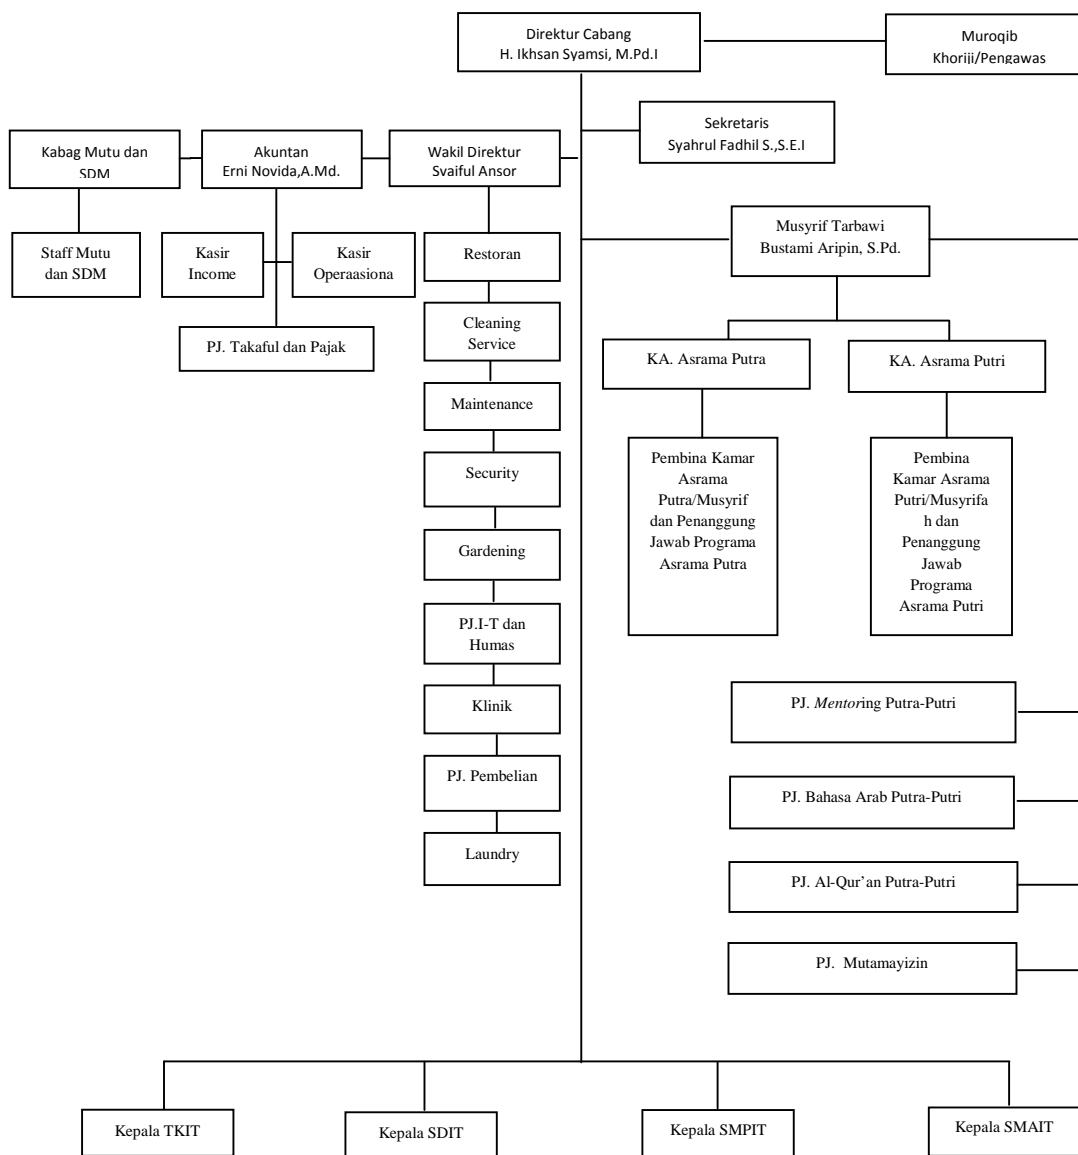 Direktur Cabang
H. Ikhsan Syamsi, M.Pd.I
Muroqib
Khoriji/Pengawas
Sekretaris
Syahrul Fadhil S.,S.E.I
Kabag Mutu dan
SDM
Akuntan
Erni Novida,A.Md.
Wakil Direktur
Svaiful Ansor
Staff Mutu
dan SDM
Kasir
Income
Kasir
Operaasiona
PJ. Takaful dan Pajak
Restoran
Cleaning
Service
Maintenance
Security
Gardening
PJ.I-T dan
Humas
Klinik
PJ. Pembelian
Laundry
Musyrif Tarbawi
Bustami Aripin, S.Pd.
KA. Asrama Putra
KA. Asrama Putri
Pembina Kamar
Asrama
Putra/Musyrif
dan Penanggung
Jawab Programa
Asrama Putra
Pembina
Kamar Asrama
Putri/Musyrifa
h dan
Penanggung
Jawab
Programa
Asrama Putri
PJ. Mentoring Putra-Putri
PJ. Bahasa Arab Putra-Putri
PJ. Al-Qur’an Putra-Putri
PJ.  Mutamayizin
Kepala TKIT
Kepala SDIT
Kepala SMPIT
Kepala SMAIT